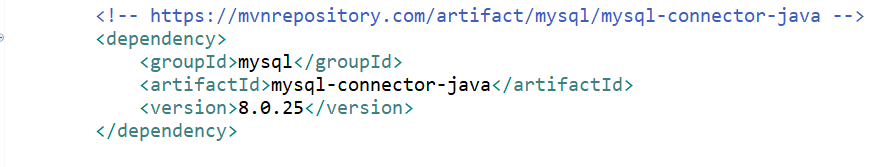 <!-- https://mvnrepository.com/artifact/mysql/mysql-connector-java -->
<dependency>
    <groupId>mysql</groupId>
    <artifactId>mysql-connector-java</artifactId>
    <version>8.0.25</version>
</dependency>